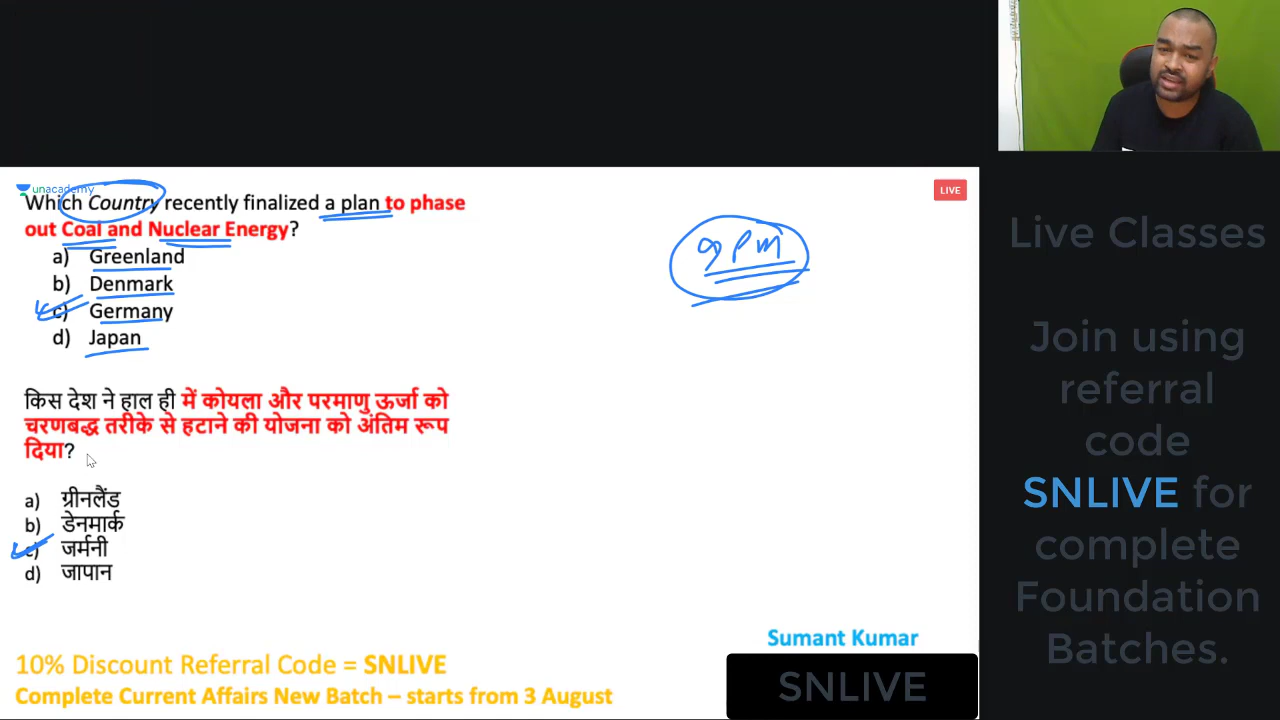 unacademy
Which Country recently finalized a plan to phase
out Coal and Nuclear Energy?
a) Greenland
b) Denmark
c) Germany
d) Japan
9 PM
LIVE
किस देश ने हाल ही में कोयला और परमाणु ऊर्जा को
चरणबद्ध तरीके से हटाने की योजना को अंतिम रूप
दिया?
a) ग्रीनलैंड
b) डेनमार्क
c) जर्मनी
d) जापान
10% Discount Referral Code = SNLIVE
Complete Current Affairs New Batch – starts from 3 August
Sumant Kumar
SNLIVE
Live Classes
Join using
referral
code
SNLIVE for
complete
Foundation
Batches.